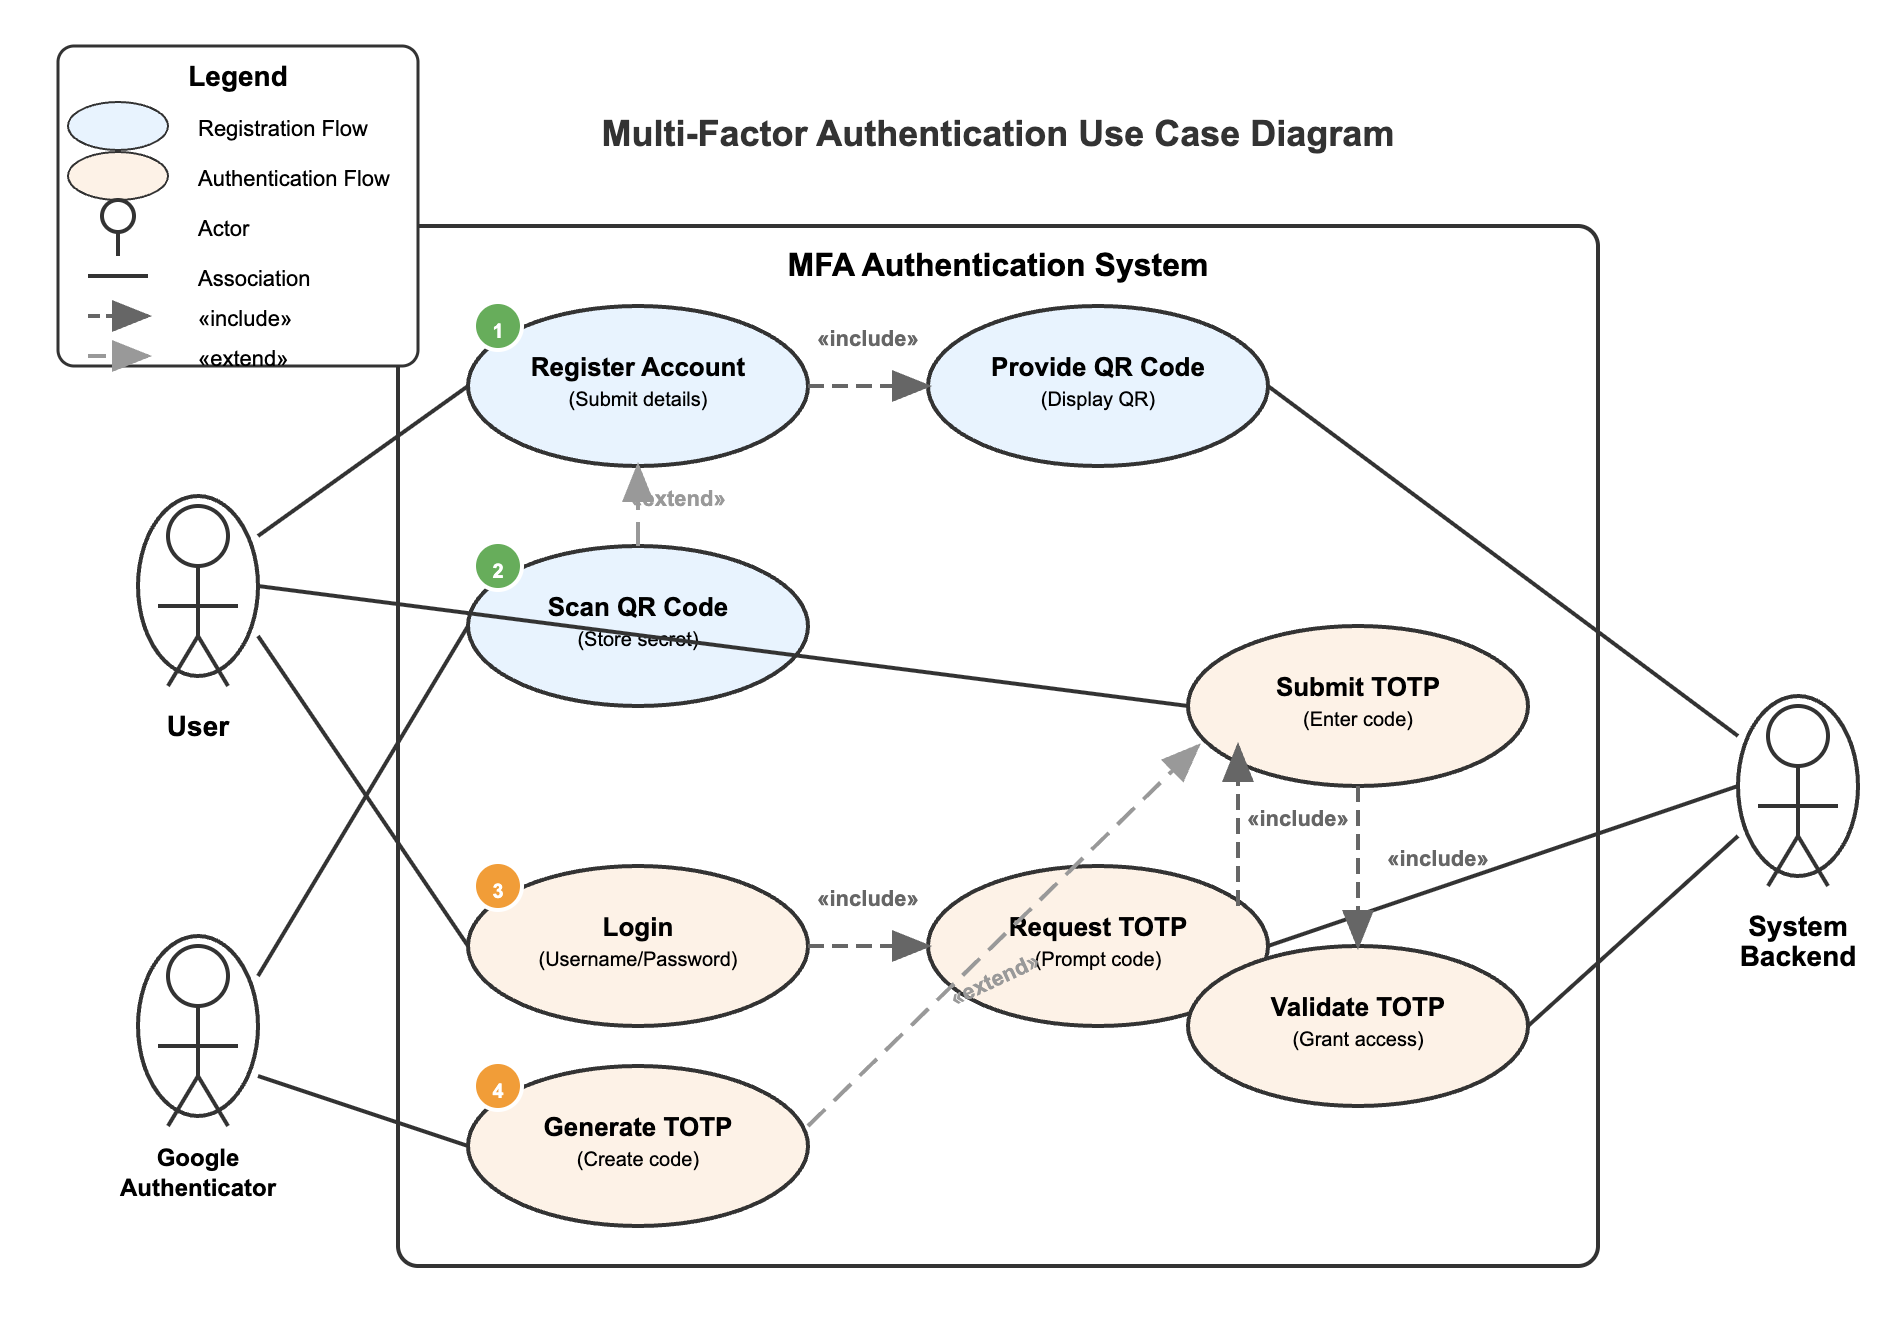 Legend
Registration Flow
Authentication Flow
Actor
Association
«include»
«extend»
Multi-Factor Authentication Use Case Diagram
MFA Authentication System
1
Register Account
(Submit details)
«include»
Provide QR Code
(Display QR)
«extend»
2
Scan QR Code
(Store secret)
Submit TOTP
(Enter code)
User
«include»
«include»
3
Login
(Username/Password)
«include»
Request TOTP
(Prompt code)
«extend»
System
Backend
Validate TOTP
(Grant access)
4
Generate TOTP
(Create code)
Google
Authenticator